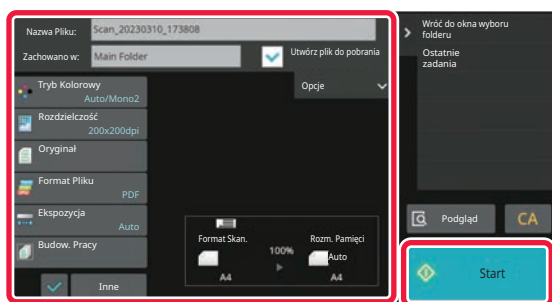 Nazwa Pliku:
Scan_20230310_173808
Zachowano w:
Main Folder
Utwórz plik do pobrania
Opcje
Tryb Kolorowy
Auto/Mono2
Rozdzielczość
200x200dpi
Oryginał
Format Pliku
PDF
Ekspozycja
Auto
Budow. Pracy
Inne
Format Skan.
A4
100%
Rozm. Pamięci
Auto
A4
Wróć do okna wyboru
folderu
Ostatnie
zadania
Podgląd
CA
Start